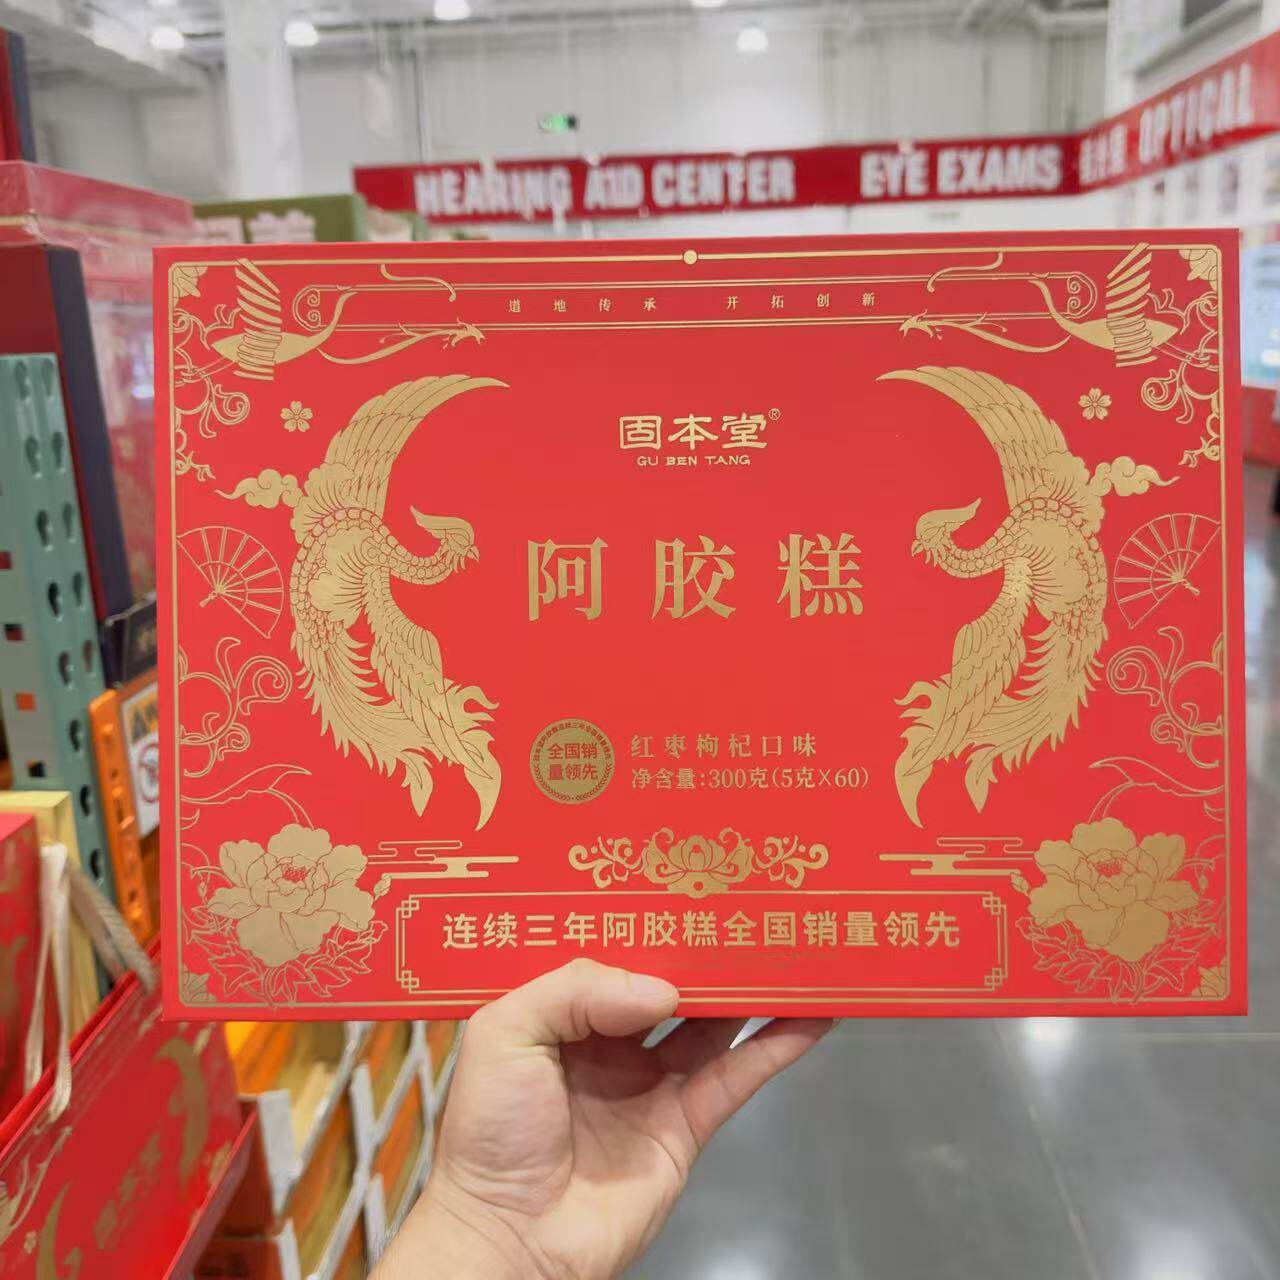 HEARING AID CENTER
EYE EXAMS
OPTICAL
道地传承 开拓创新
固本堂®
GU BEN TANG
阿胶糕
全国销
量领先
红枣枸杞口味
净含量:300克(5克×60)
连续三年阿胶糕全国销量领先